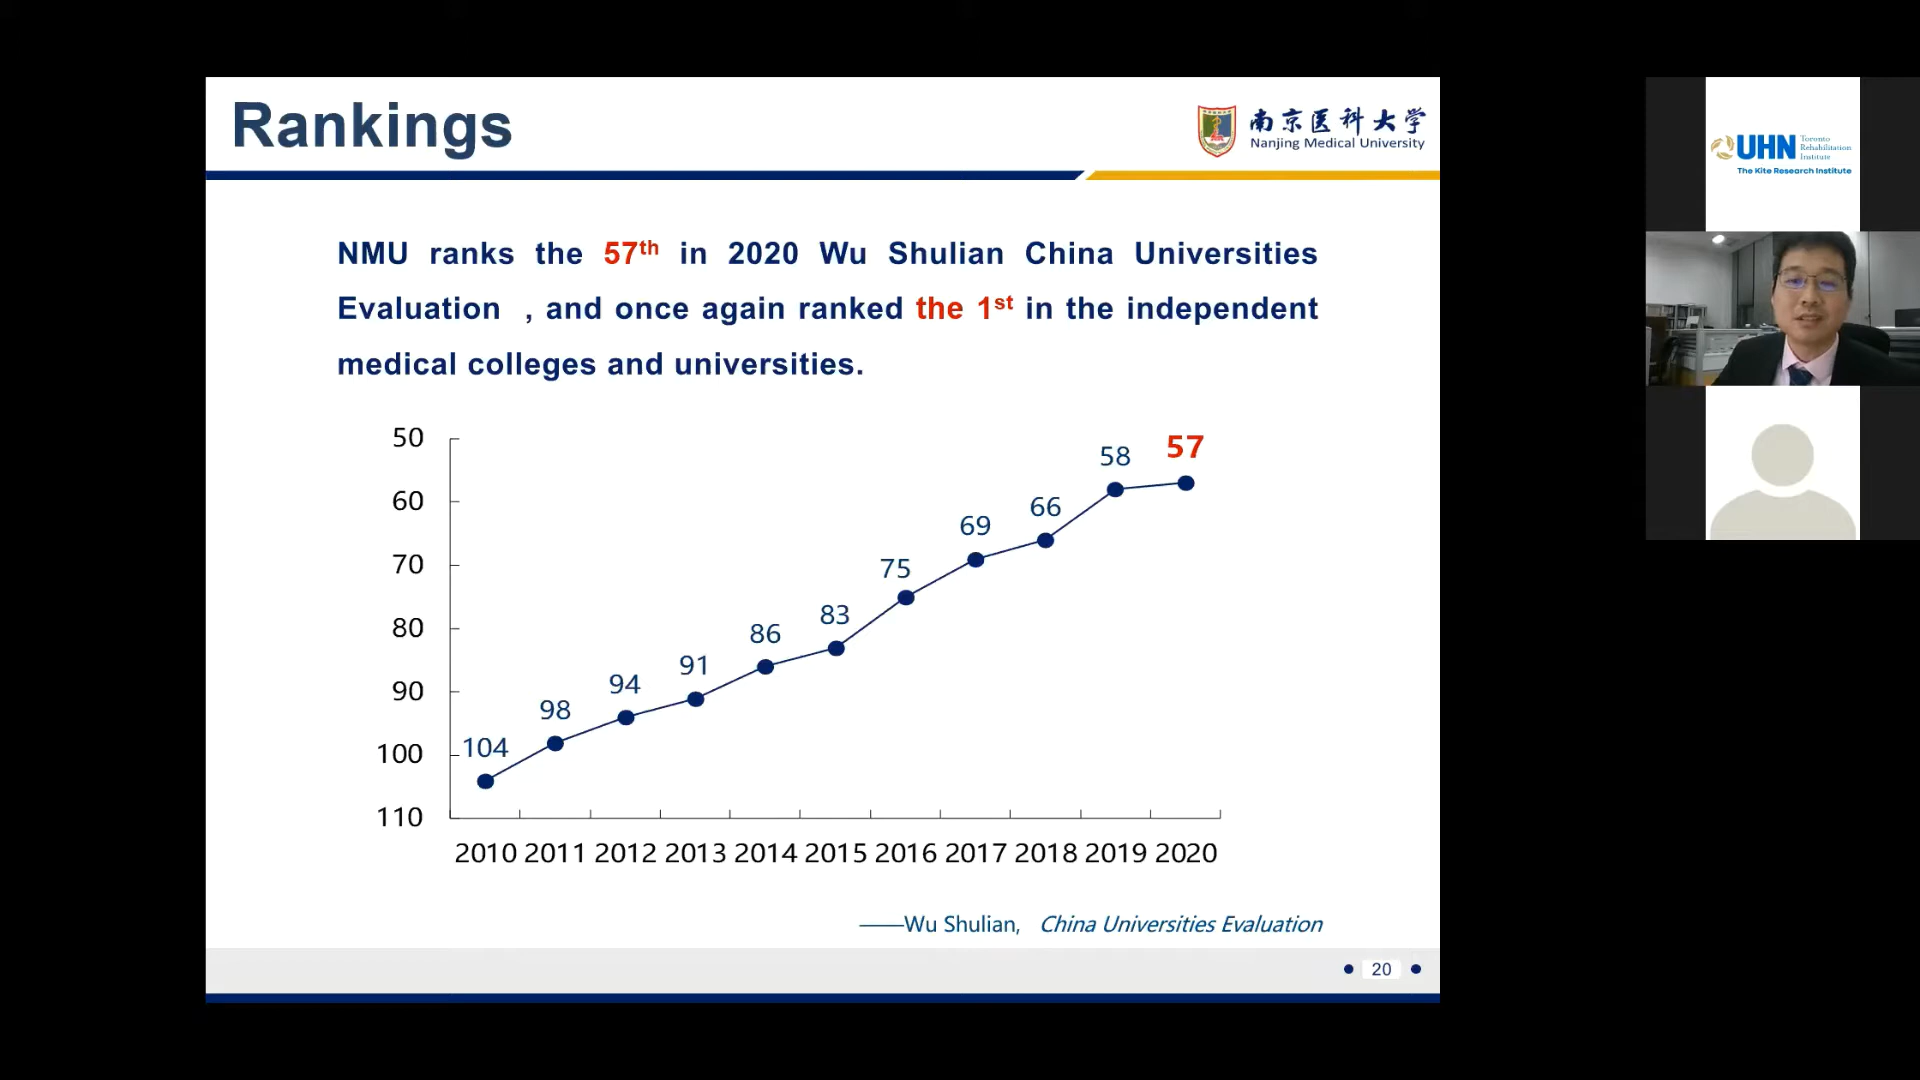 Rankings
南京医科大学
Nanjing Medical University
NMU ranks the 57th in 2020 Wu Shulian China Universities
Evaluation , and once again ranked the 1st in the independent
medical colleges and universities.
50
60
70
80
90
100
110
104
98
94
91
86
83
75
69
66
58
57
2010 2011 2012 2013 2014 2015 2016 2017 2018 2019 2020
——Wu Shulian, China Universities Evaluation
20
UHN
Toronto
Rehabilitation
Institute
The Kite Research Institute